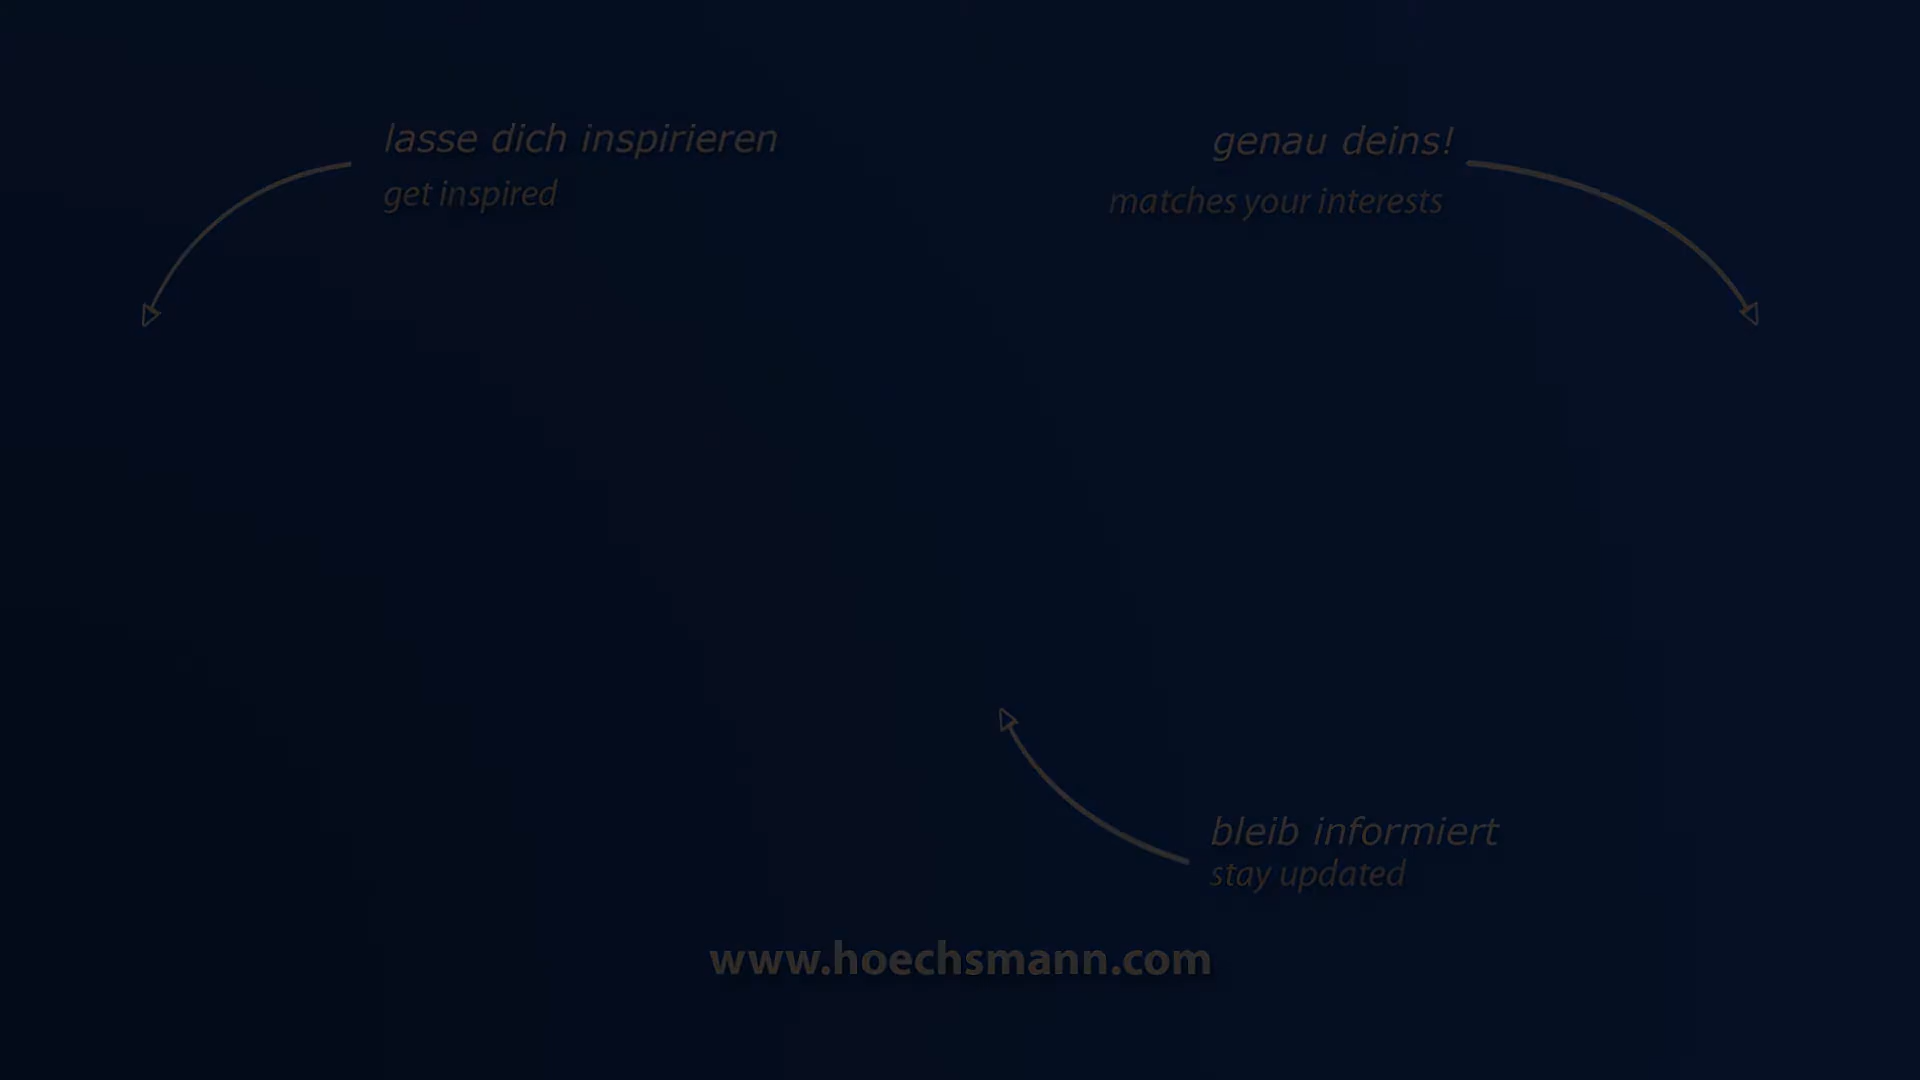 lasse dich inspirieren
get inspired
genau deins!
matches your interests
bleib informiert
stay updated
www.hoechsmann.com